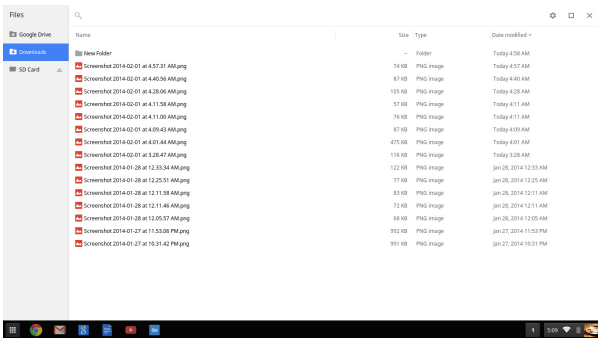 Files
Google Drive
Downloads
SD Card
Name Size Type Date modified
New Folder -- Folder Today 4:58 AM
Screenshot 2014-02-01 at 4.57.31 AM.png 74 KB PNG image Today 4:57 AM
Screenshot 2014-02-01 at 4.40.56 AM.png 87 KB PNG image Today 4:40 AM
Screenshot 2014-02-01 at 4.28.06 AM.png 105 KB PNG image Today 4:28 AM
Screenshot 2014-02-01 at 4.11.58 AM.png 57 KB PNG image Today 4:11 AM
Screenshot 2014-02-01 at 4.11.00 AM.png 76 KB PNG image Today 4:11 AM
Screenshot 2014-02-01 at 4.09.43 AM.png 87 KB PNG image Today 4:09 AM
Screenshot 2014-02-01 at 4.01.44 AM.png 475 KB PNG image Today 4:01 AM
Screenshot 2014-02-01 at 3.28.47 AM.png 116 KB PNG image Today 3:28 AM
Screenshot 2014-01-28 at 12.33.34 AM.png 122 KB PNG image Jan 28, 2014 12:33 AM
Screenshot 2014-01-28 at 12.25.51 AM.png 77 KB PNG image Jan 28, 2014 12:25 AM
Screenshot 2014-01-28 at 12.11.58 AM.png 83 KB PNG image Jan 28, 2014 12:11 AM
Screenshot 2014-01-28 at 12.11.46 AM.png 72 KB PNG image Jan 28, 2014 12:11 AM
Screenshot 2014-01-28 at 12.05.57 AM.png 68 KB PNG image Jan 28, 2014 12:05 AM
Screenshot 2014-01-27 at 11.53.06 PM.png 992 KB PNG image Jan 27, 2014 11:53 PM
Screenshot 2014-01-27 at 10.31.42 PM.png 991 KB PNG image Jan 27, 2014 10:31 PM
1 5:09